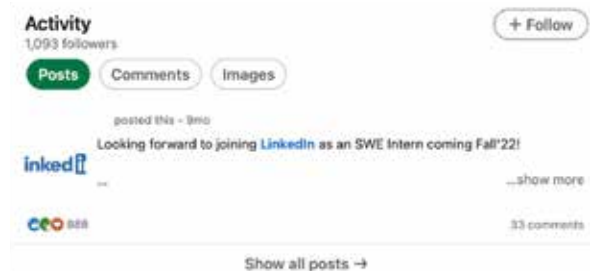 Activity
+ Follow
1,093 followers
Posts
Comments
Images
posted this • 9mo
Looking forward to joining LinkedIn as an SWE Intern coming Fall'22!
inked
...
...show more
888
33 comments
Show all posts →